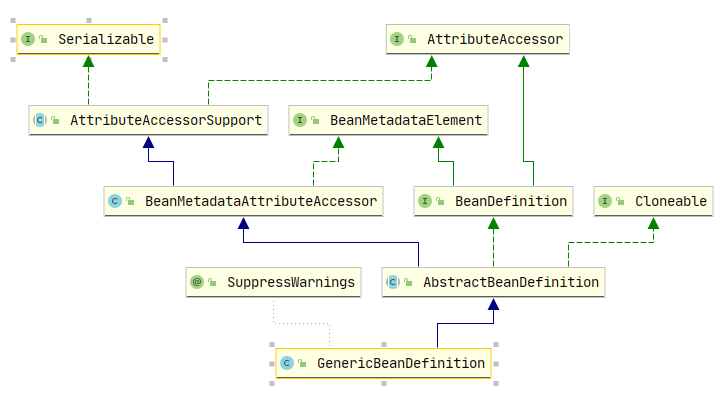 Serializable
AttributeAccessor
AttributeAccessorSupport
BeanMetadataElement
BeanMetadataAttributeAccessor
BeanDefinition
Cloneable
SuppressWarnings
AbstractBeanDefinition
GenericBeanDefinition